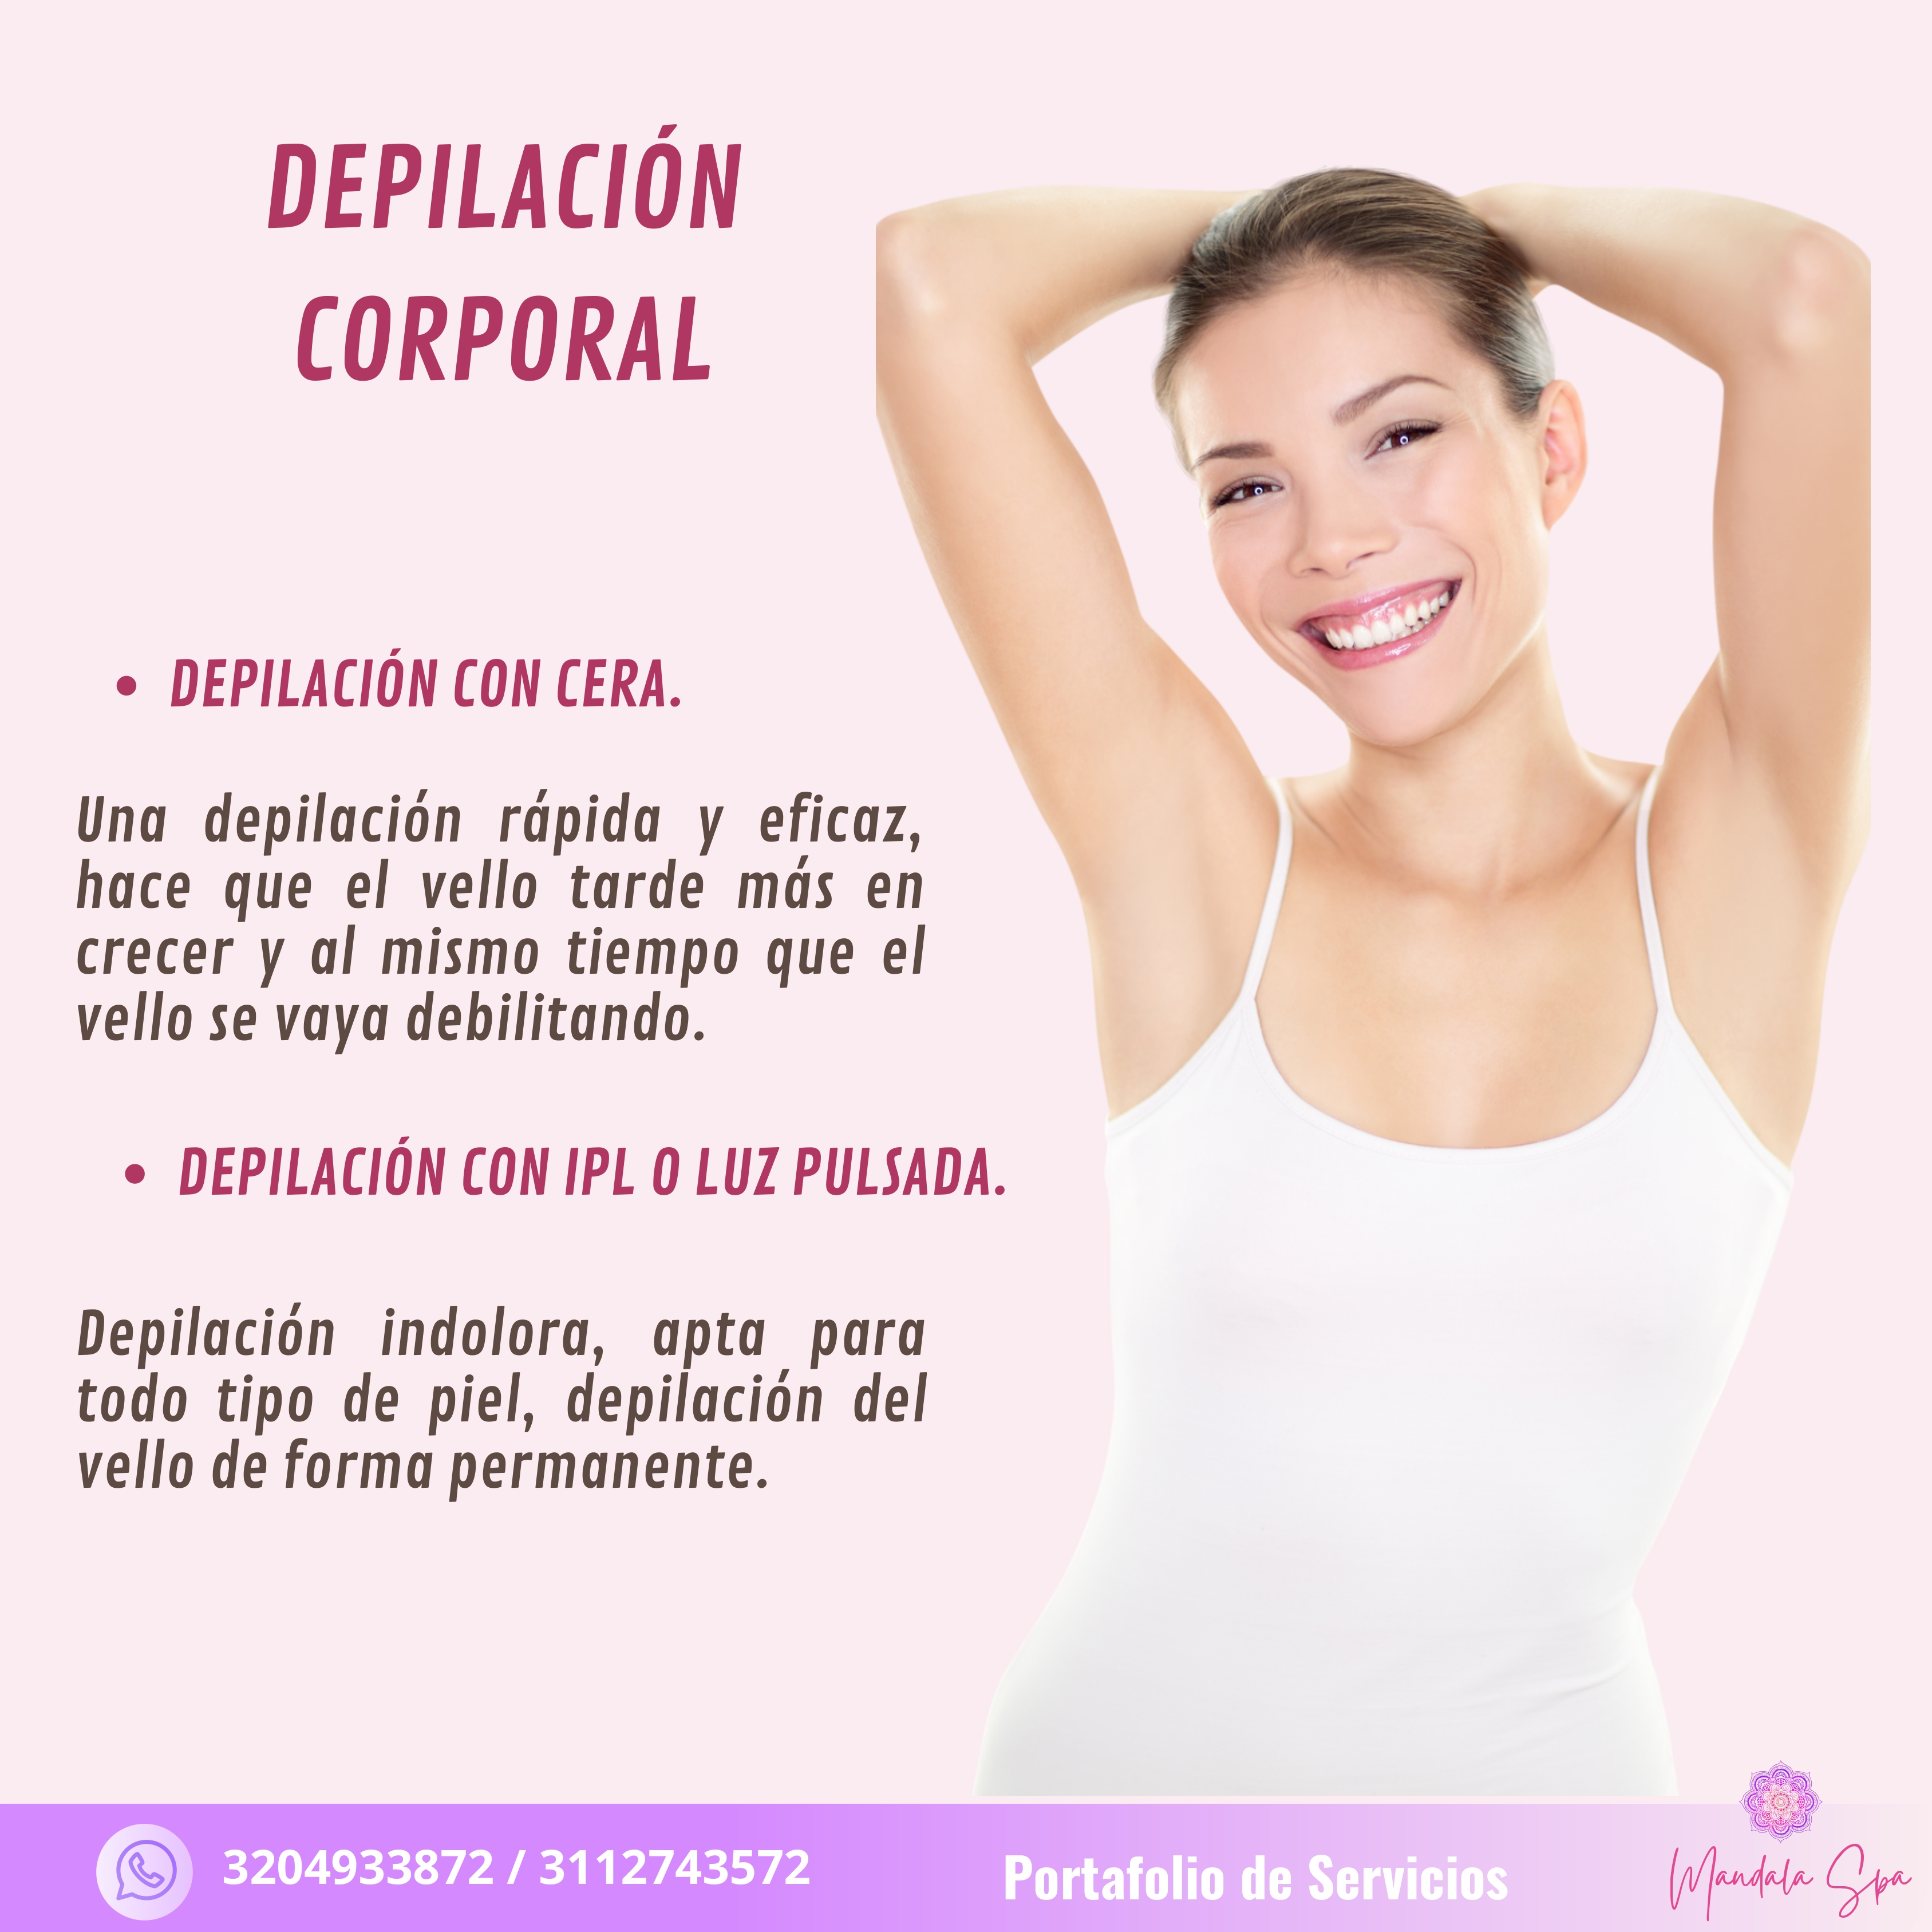 DEPILACIÓN
CORPORAL
• DEPILACIÓN CON CERA.
Una depilación rápida y eficaz,
hace que el vello tarde más en
crecer y al mismo tiempo que el
vello se vaya debilitando.
• DEPILACIÓN CON IPL O LUZ PULSADA.
Depilación indolora, apta para
todo tipo de piel, depilación del
vello de forma permanente.
3204933872 / 3112743572
Portafolio de Servicios
Mandala Spa